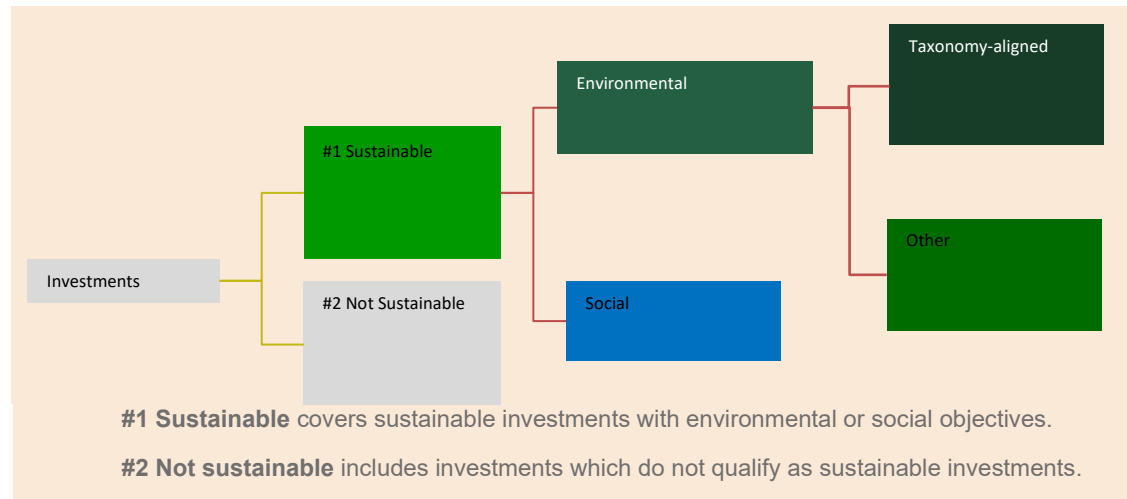 Taxonomy-aligned
Environmental
#1 Sustainable
Other
Investments
#2 Not Sustainable
Social
#1 Sustainable covers sustainable investments with environmental or social objectives.
#2 Not sustainable includes investments which do not qualify as sustainable investments.